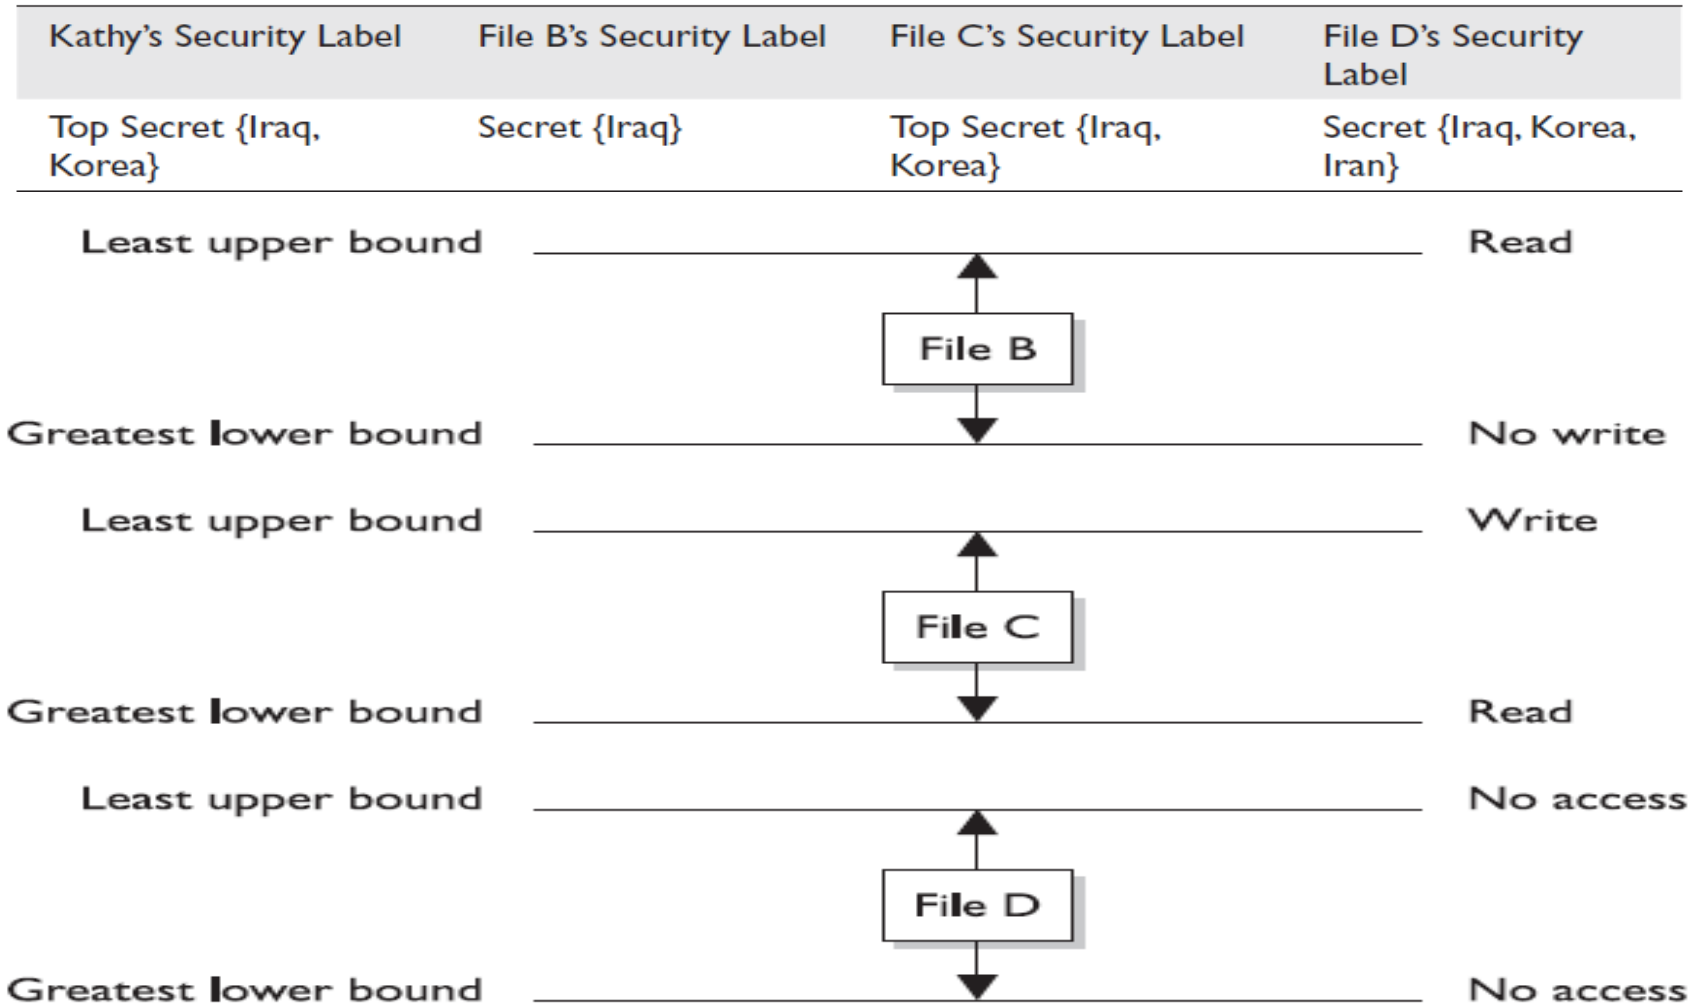 Kathy's Security Label File B's Security Label File C's Security Label File D's Security
Label
Top Secret {Iraq, Secret {Iraq} Top Secret {Iraq, Secret {Iraq, Korea,
Korea} Korea} Iran}
Least upper bound Read
File B
Greatest lower bound No write
Least upper bound Write
File C
Greatest lower bound Read
Least upper bound No access
File D
Greatest lower bound No access